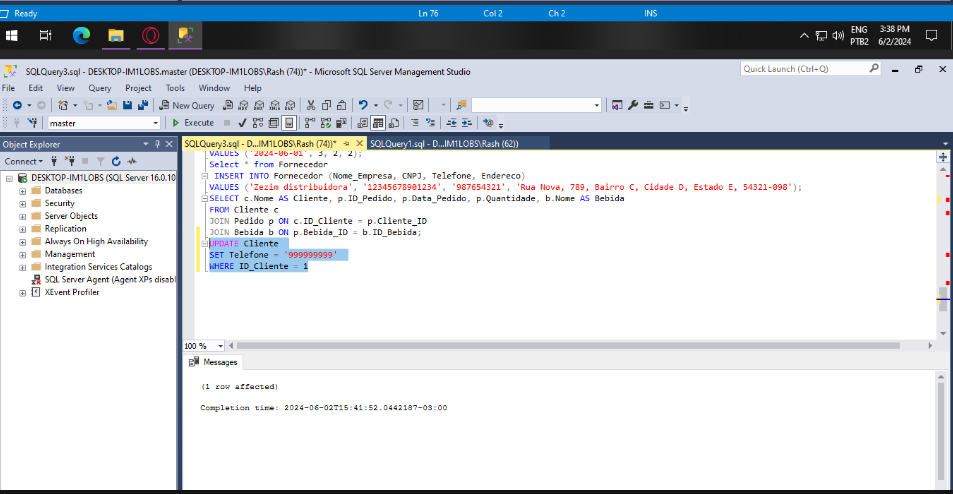 Ready Ln 76 Col 2 Ch 2 INS
ENG 3:38 PM
PTB2 6/2/2024
SQLQuery3.sql - DESKTOP-IM1LOBS.master (DESKTOP-IM1LOBS\Rash (74))* - Microsoft SQL Server Management Studio
Quick Launch (Ctrl+Q)
File Edit View Query Project Tools Window Help
New Query
master Execute
Object Explorer
SQLQuery3.sql - D...IM1LOBS\Rash (74))* SQLQuery1.sql - D...IM1LOBS\Rash (62))
Connect
DESKTOP-IM1LOBS (SQL Server 16.0.10
Databases
Security
Server Objects
Replication
Always On High Availability
Management
Integration Services Catalogs
SQL Server Agent (Agent XPs disabl
XEvent Profiler
VALUES ('2024-06-01', 3, 2, 2);
Select * from Fornecedor
INSERT INTO Fornecedor (Nome_Empresa, CNPJ, Telefone, Endereco)
VALUES ('Zezim distribuidora', '12345678901234', '987654321', 'Rua Nova, 789, Bairro C, Cidade D, Estado E, 54321-098');
SELECT c.Nome AS Cliente, p.ID_Pedido, p.Data_Pedido, p.Quantidade, b.Nome AS Bebida
FROM Cliente c
JOIN Pedido p ON c.ID_Cliente = p.Cliente_ID
JOIN Bebida b ON p.Bebida_ID = b.ID_Bebida;
UPDATE Cliente
SET Telefone = '999999999'
WHERE ID_Cliente = 1
100 %
Messages
(1 row affected)
Completion time: 2024-06-02T15:41:52.0442187-03:00